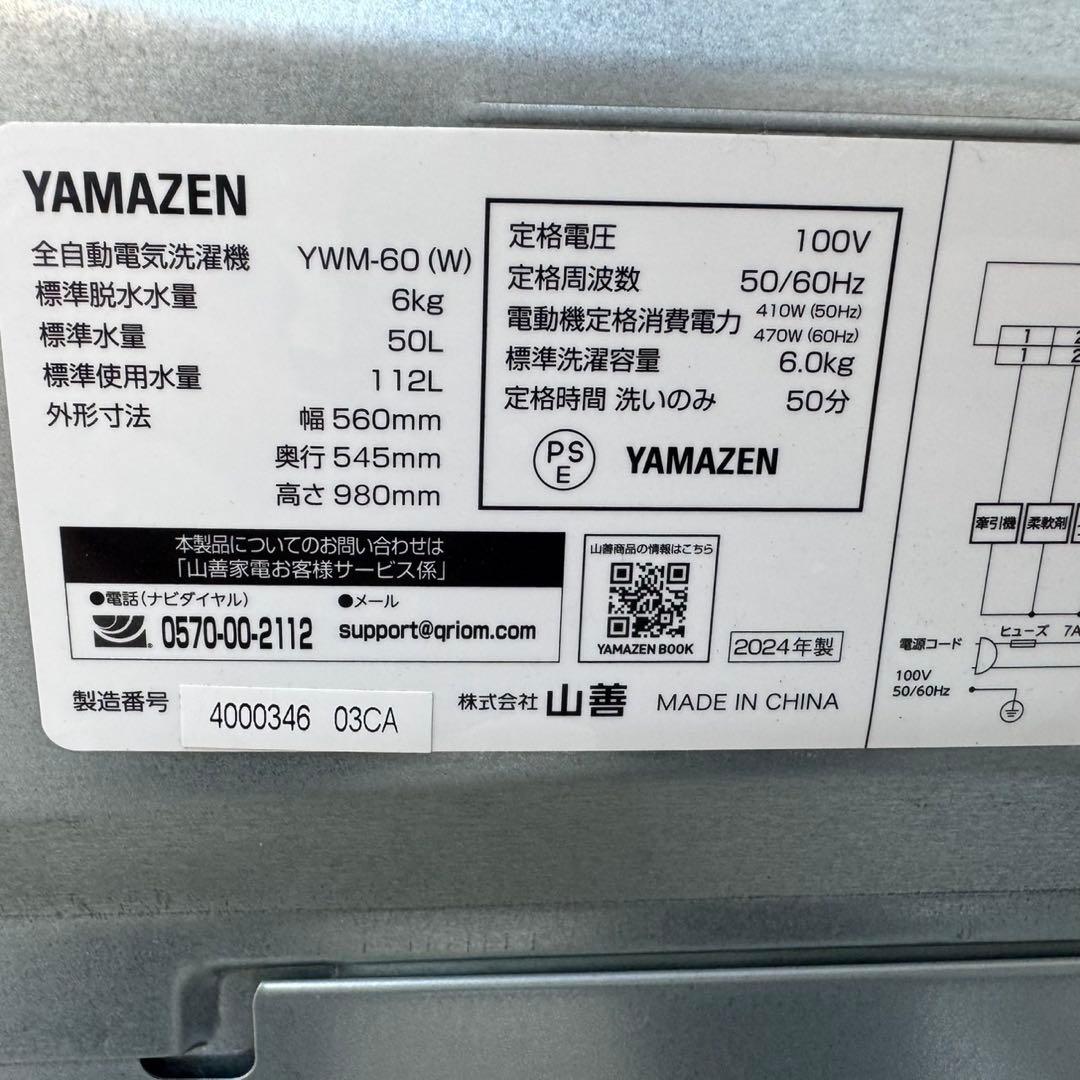 YAMAZEN
全自動電気洗濯機 YWM-60 (W)
標準脱水水量 6kg
標準水量 50L
標準使用水量 112L
外形寸法 幅 560mm
奥行 545mm
高さ 980mm
定格電圧 100V
定格周波数 50/60Hz
電動機定格消費電力 410W (50Hz)
470W (60Hz)
標準洗濯容量 6.0kg
定格時間 洗いのみ 50分
PS
E
YAMAZEN
本製品についてのお問い合わせは
「山善家電お客様サービス係」
●電話(ナビダイヤル)
0570-00-2112
●メール
support@qriom.com
山善商品の情報はこちら
YAMAZEN BOOK
2024年製
製造番号 4000346 03CA
株式会社 山善 MADE IN CHINA
1 2
1 2
牽引機 柔軟剤
ヒューズ 7A
電源コード
100V
50/60Hz